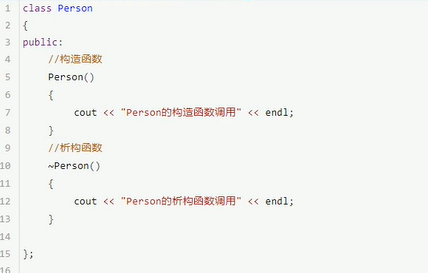 1 class Person
2 {
3 public:
4 //构造函数
5 Person()
6 {
7 cout << "Person的构造函数调用" << endl;
8 }
9 //析构函数
10 ~Person()
11 {
12 cout << "Person的析构函数调用" << endl;
13 }
14
15 };
16